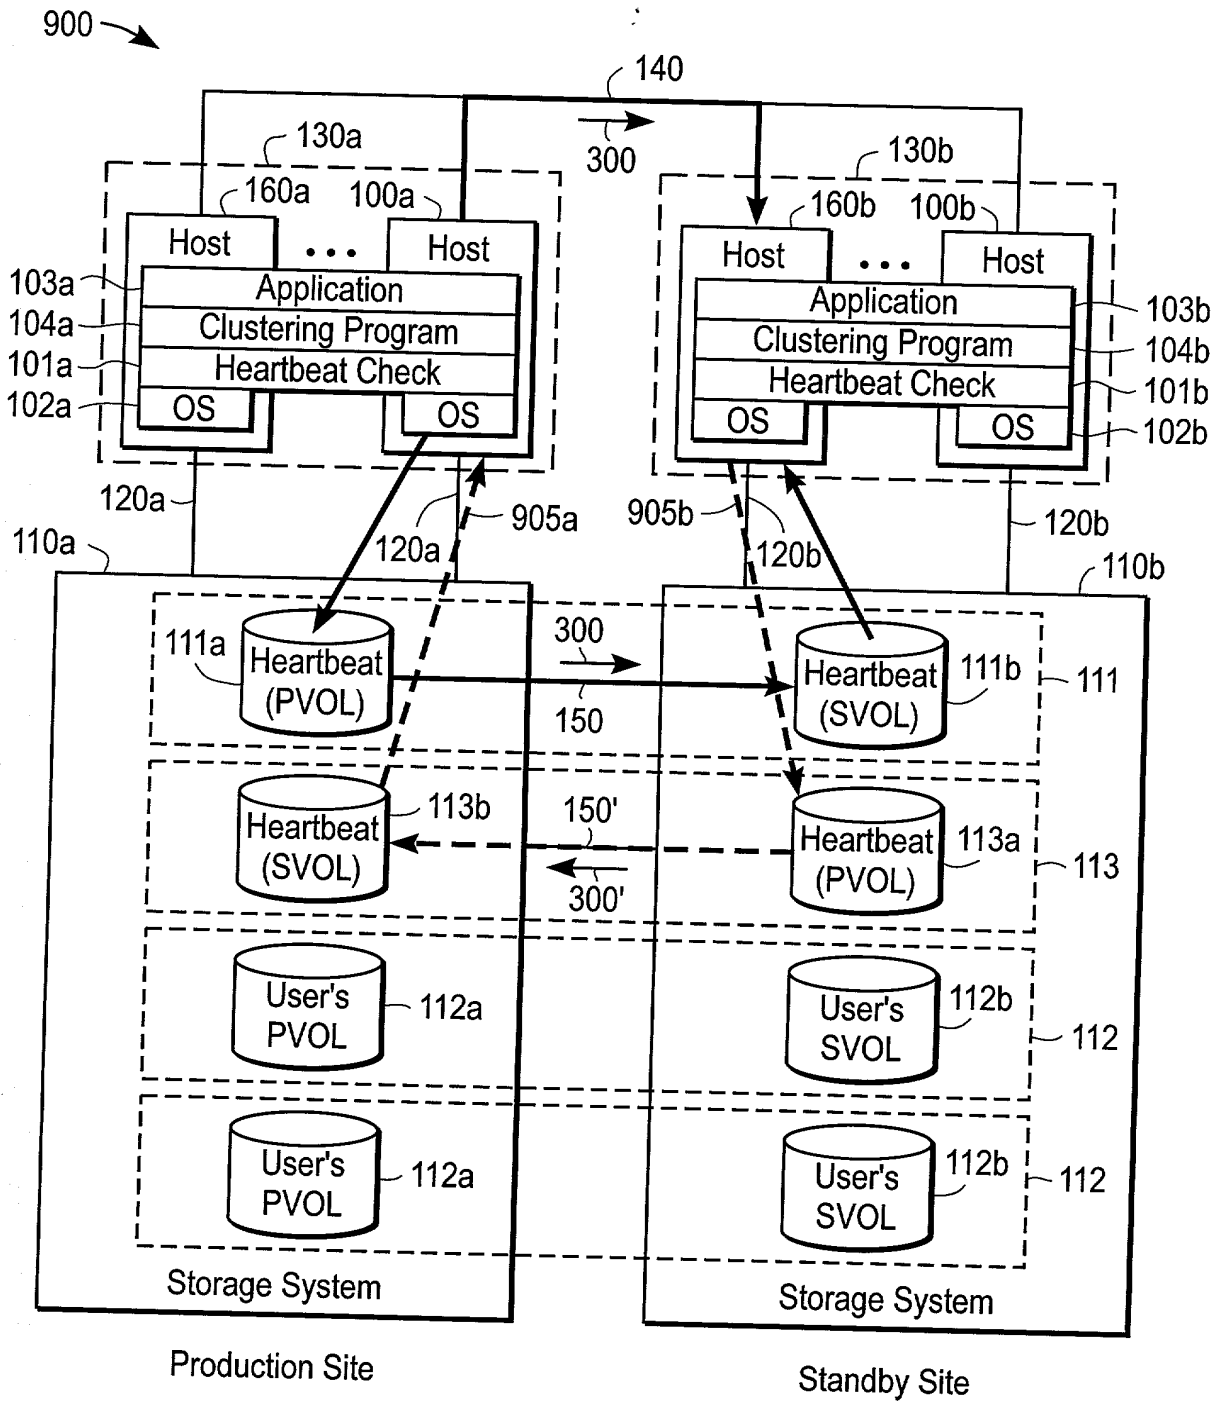 900
140
300
130a
130b
160a
100a
160b
100b
Host
Host
Host
Host
103a
Application
Application
103b
104a
Clustering Program
Clustering Program
104b
101a
Heartbeat Check
Heartbeat Check
101b
102a
OS
OS
OS
OS
102b
120a
905a
905b
120b
110a
120a
120b
110b
111a
Heartbeat
(PVOL)
300
150
Heartbeat
(SVOL)
111b
111
Heartbeat
(SVOL)
113b
150'
300'
Heartbeat
(PVOL)
113a
113
User's
PVOL
112a
User's
SVOL
112b
112
User's
PVOL
112a
User's
SVOL
112b
112
Storage System
Storage System
Production Site
Standby Site